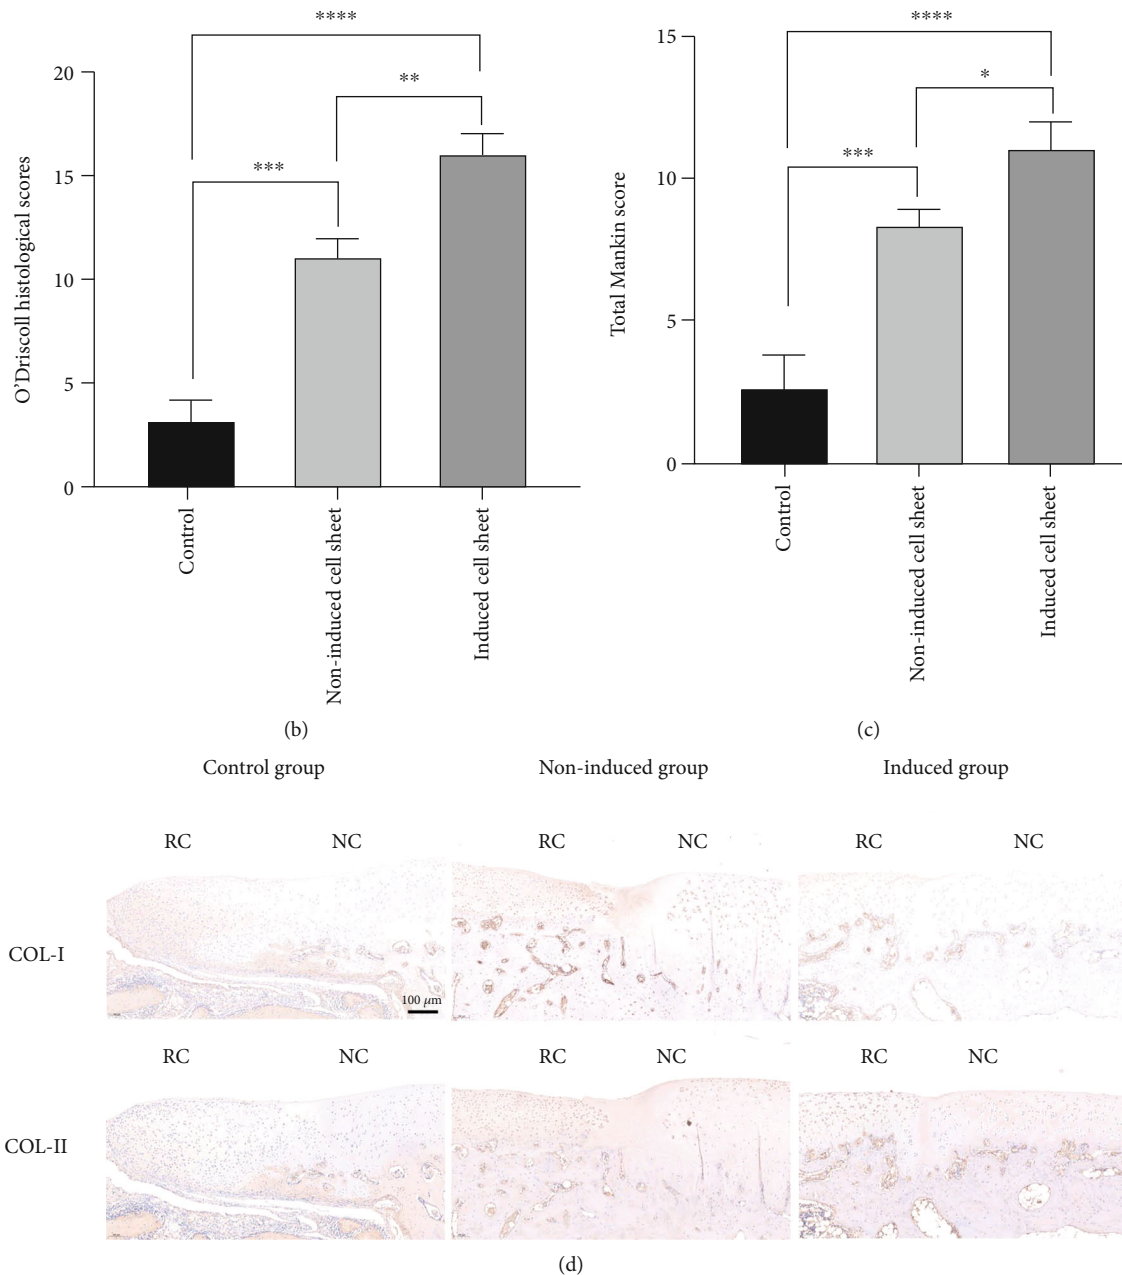 ****
**
***
20
15
10
5
0
O'Driscoll histological scores
Control
Non-induced cell sheet
Induced cell sheet
(b)
****
*
***
15
10
5
0
Total Mankin score
Control
Non-induced cell sheet
Induced cell sheet
(c)
Control group Non-induced group Induced group
RC NC RC NC RC NC
COL-I
100 μm
RC NC RC NC RC NC
COL-II
(d)